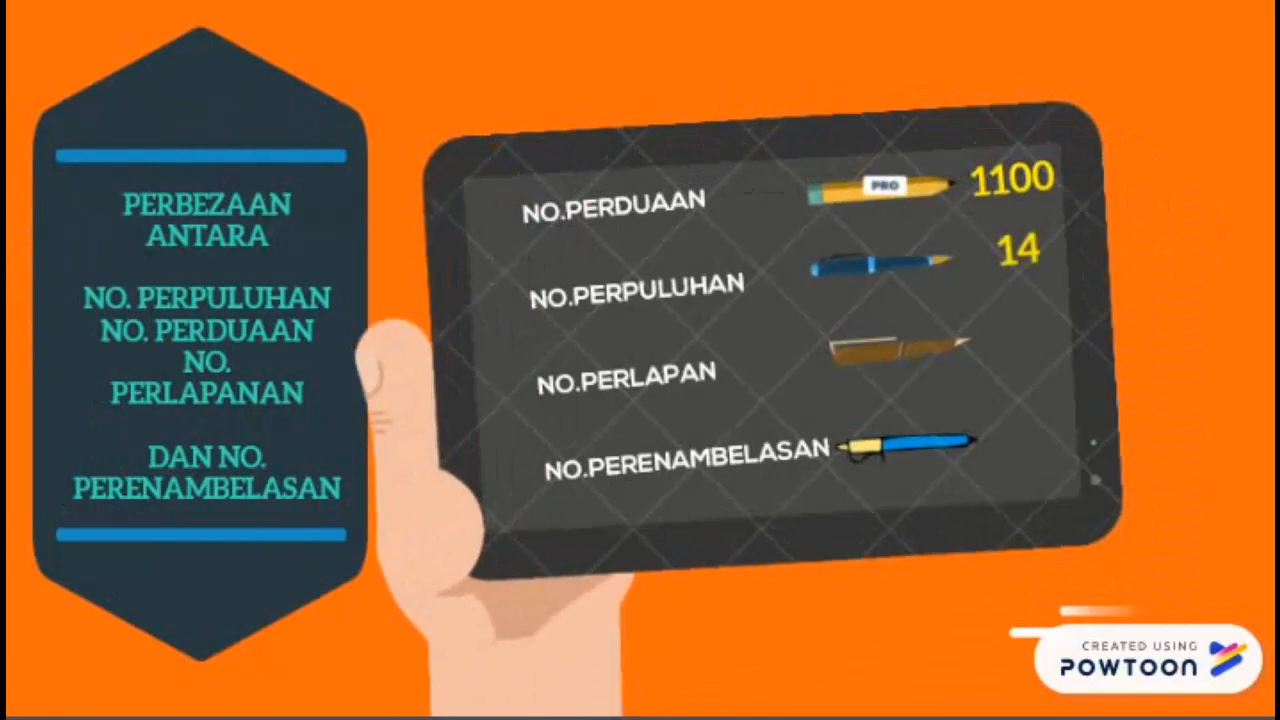 PERBEZAAN
ANTARA
NO. PERPULUHAN
NO. PERDUAAN
NO.
PERLAPANAN
DAN NO.
PERENAMBELASAN
NO.PERDUAAN
PRO
1100
NO.PERPULUHAN
14
NO.PERLAPAN
NO.PERENAMBELASAN
CREATED USING
POWTOON